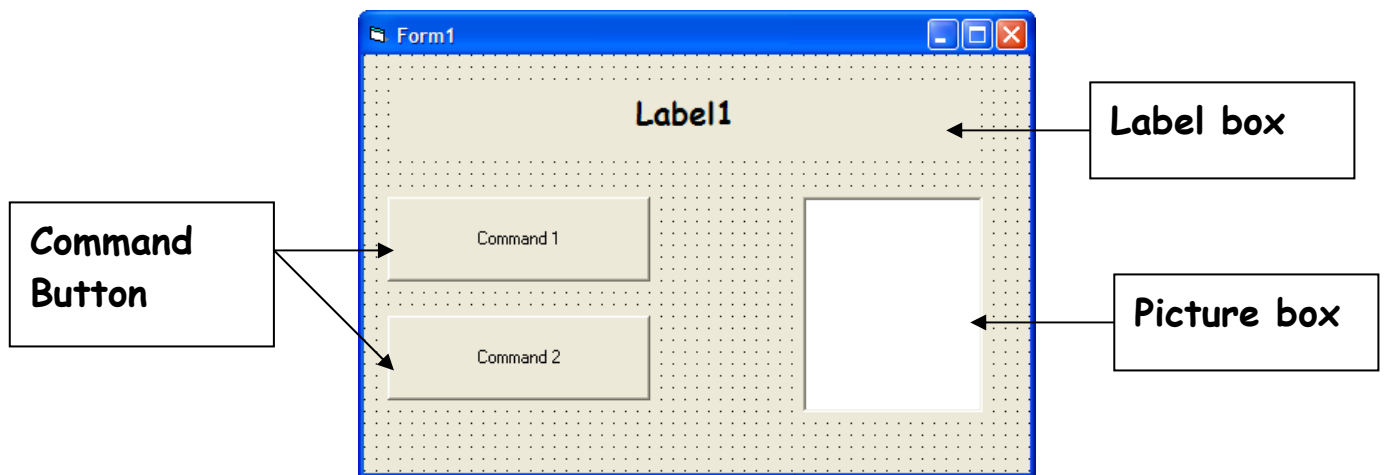 Form1
Label1
Label box
Command
Button
Command 1
Command 2
Picture box